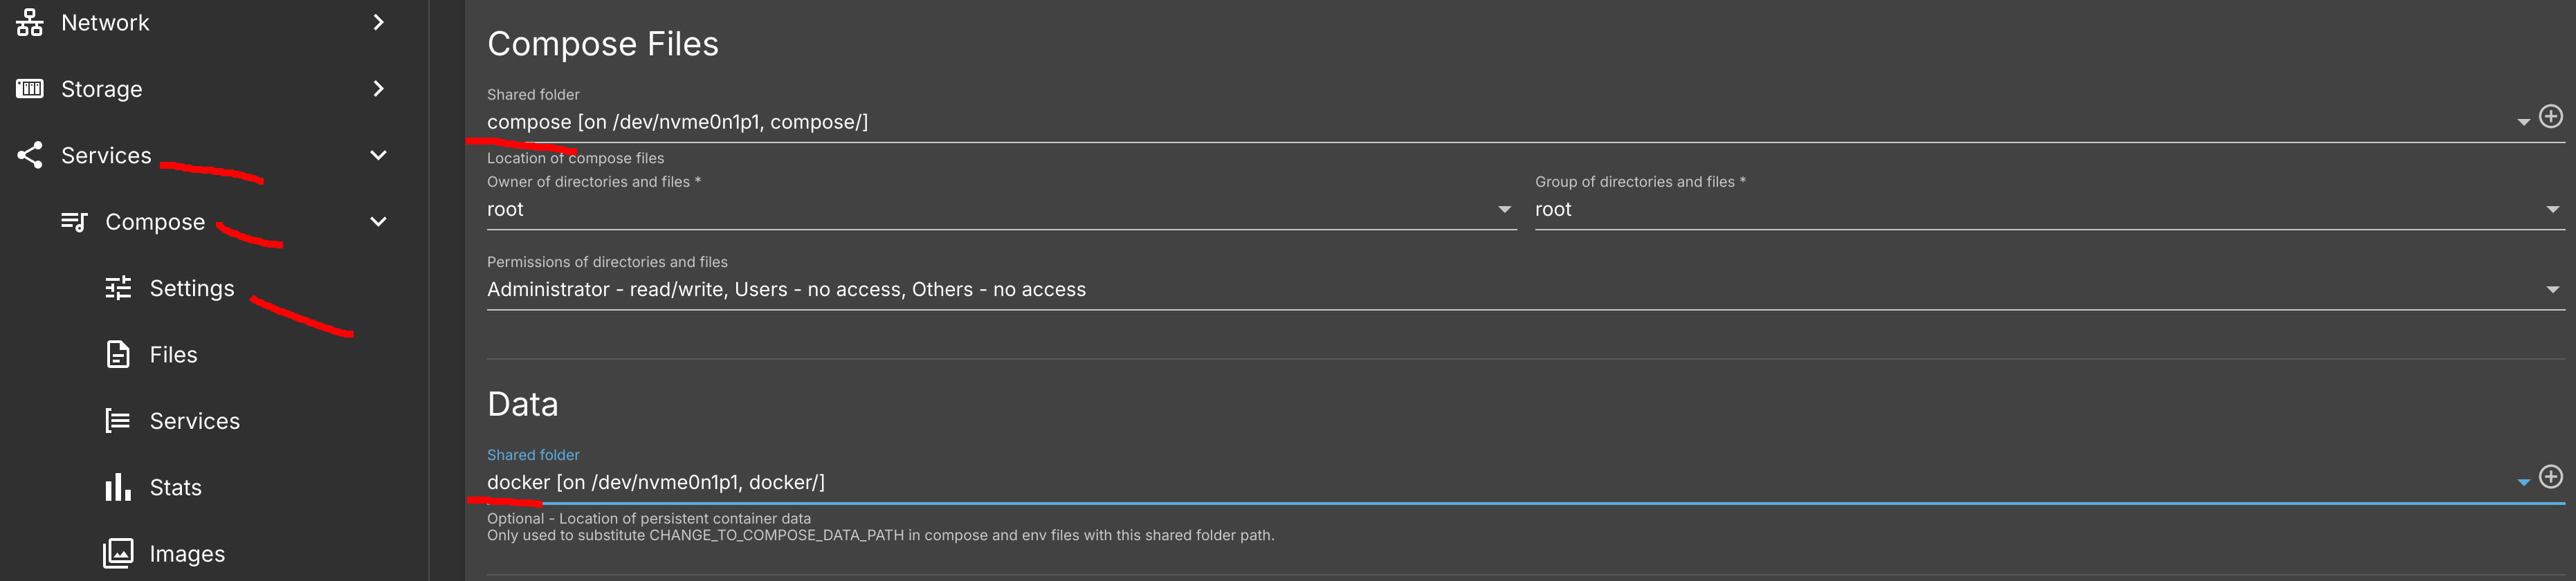 Network
Storage
Services
Compose
Settings
Files
Services
Stats
Images
Compose Files
Shared folder
compose [on /dev/nvme0n1p1, compose/]
Location of compose files
Owner of directories and files *
root
Group of directories and files *
root
Permissions of directories and files
Administrator - read/write, Users - no access, Others - no access
Data
Shared folder
docker [on /dev/nvme0n1p1, docker/]
Optional - Location of persistent container data
Only used to substitute CHANGE_TO_COMPOSE_DATA_PATH in compose and env files with this shared folder path.